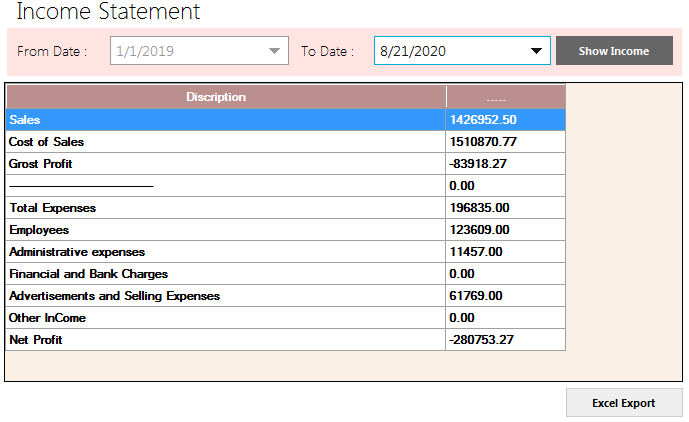 Income Statement
From Date : 1/1/2019 To Date : 8/21/2020 Show Income
Discription .....
Sales 1426952.50
Cost of Sales 1510870.77
Grost Profit -83918.27
0.00
Total Expenses 196835.00
Employees 123609.00
Administrative expenses 11457.00
Financial and Bank Charges 0.00
Advertisements and Selling Expenses 61769.00
Other InCome 0.00
Net Profit -280753.27
Excel Export